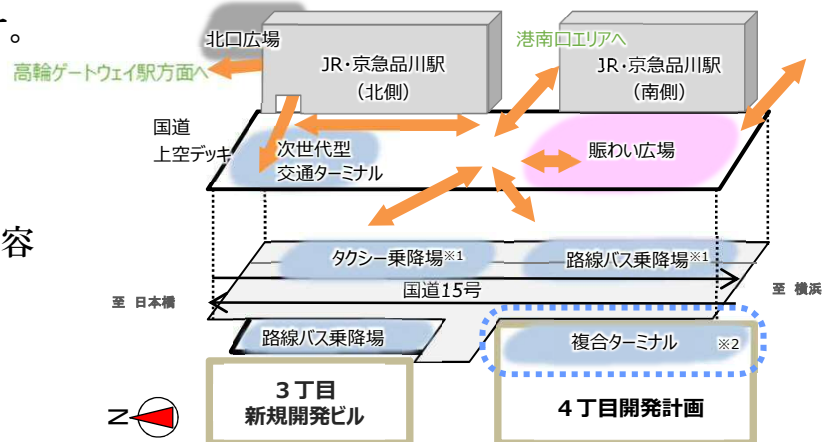 。
北口広場
港南口エリアへ
高輪ゲートウェイ駅方面へ
JR・京急品川駅
（北側）
JR・京急品川駅
（南側）
国道
上空デッキ
次世代型
交通ターミナル
賑わい広場
容
タクシー乗降場※1
路線バス乗降場※1
国道15号
至 日本橋
至 横浜
路線バス乗降場
複合ターミナル
※2
３丁目
新規開発ビル
４丁目開発計画
N